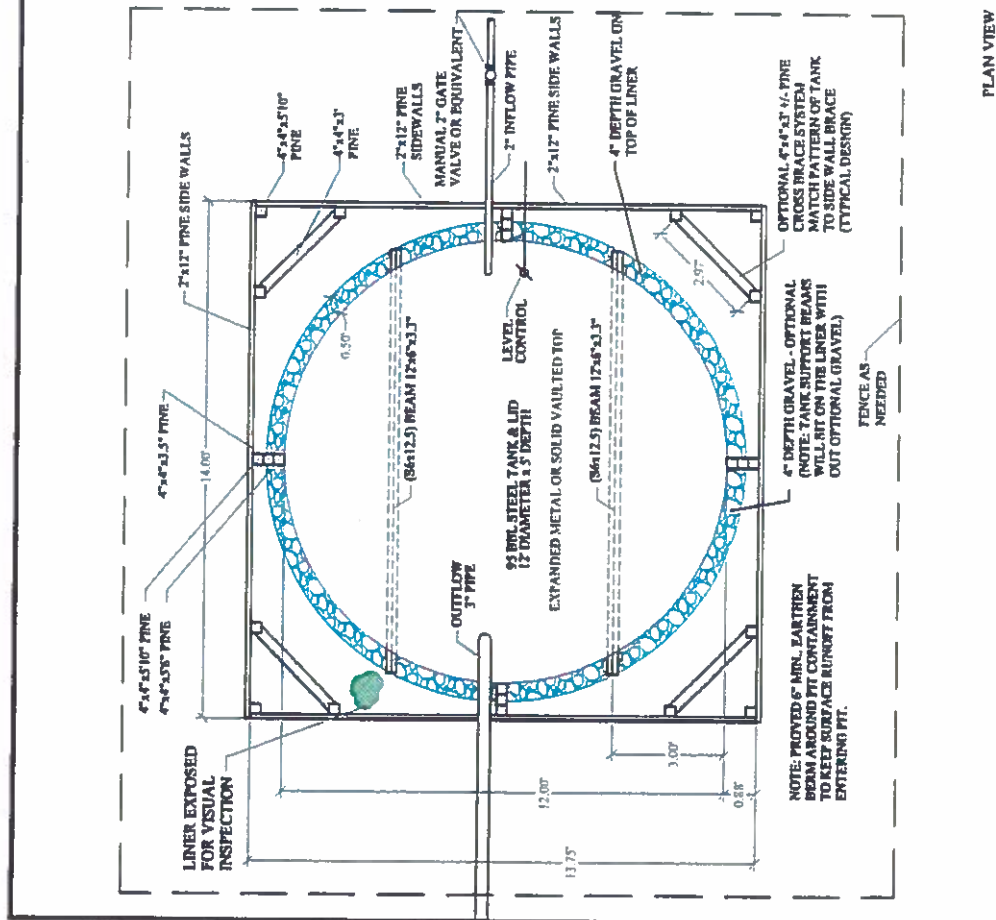 2"x12" PINE SIDE WALLS
4"x4"x5'10"
PINE
4"x4"x3'
PINE
2"x12" PINE
SIDEWALLS
MANUAL 2" GATE
VALVE OR EQUIVALENT
2" INFLOW PIPE
2"x12" PINE SIDE WALLS
4" DEPTH GRAVEL ON
TOP OF LINER
4"x4"x3.5" PINE
14.00'
4"x4"x5'10" PINE
4"x4"x5'6" PINE
0.50'
(S6x12.5) BEAM 12'x6"x3.3"
LEVEL
CONTROL
95 BBL STEEL TANK & LID
12' DIAMETER x 5' DEPTH
EXPANDED METAL OR SOLID VAULTED TOP
(S6x12.5) BEAM 12'x6"x3.3"
OUTFLOW
3" PIPE
LINER EXPOSED
FOR VISUAL
INSPECTION
13.75'
12.00'
3.00'
0.88'
2.97'
OPTIONAL 4"x4"x3' +/- PINE
CROSS BRACE SYSTEM
MATCH PATTERN OF TANK
TO SIDE WALL BRACE
(TYPICAL DESIGN)
4" DEPTH GRAVEL - OPTIONAL
(NOTE: TANK SUPPORT BEAMS
WILL SIT ON THE LINER WITH
OUT OPTIONAL GRAVEL)
NOTE: PROVED 6" MIN., EARTHEN
BERM AROUND PIT CONTAINMENT
TO KEEP SURFACE RUNOFF FROM
ENTERING PIT.
FENCE AS
NEEDED
PLAN VIEW